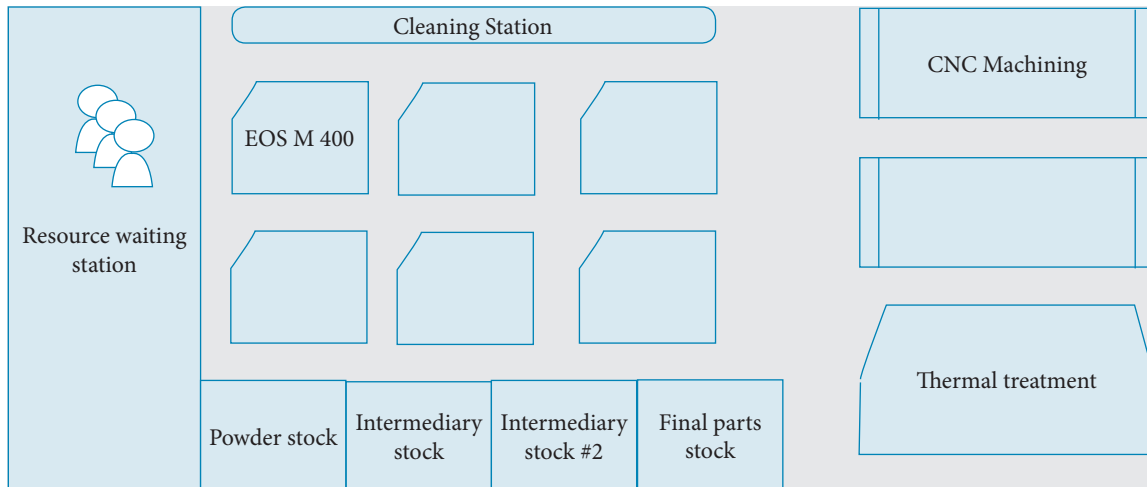 Cleaning Station
CNC Machining
EOS M 400
Resource waiting
station
Thermal treatment
Powder stock
Intermediary
stock
Intermediary
stock #2
Final parts
stock